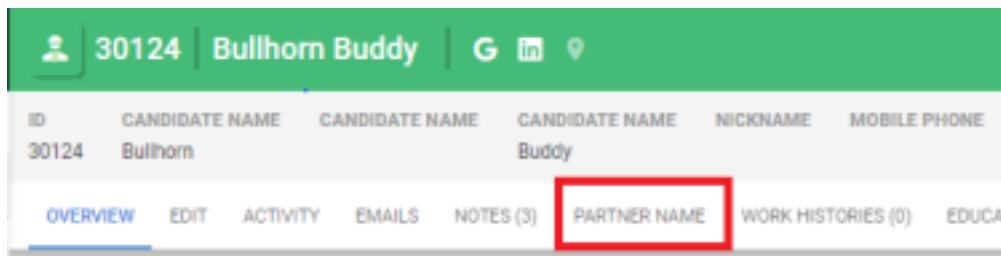 30124 Bullhorn Buddy G in
ID CANDIDATE NAME CANDIDATE NAME CANDIDATE NAME NICKNAME MOBILE PHONE
30124 Bullhorn Buddy
OVERVIEW EDIT ACTIVITY EMAILS NOTES (3) PARTNER NAME WORK HISTORIES (0) EDUCA